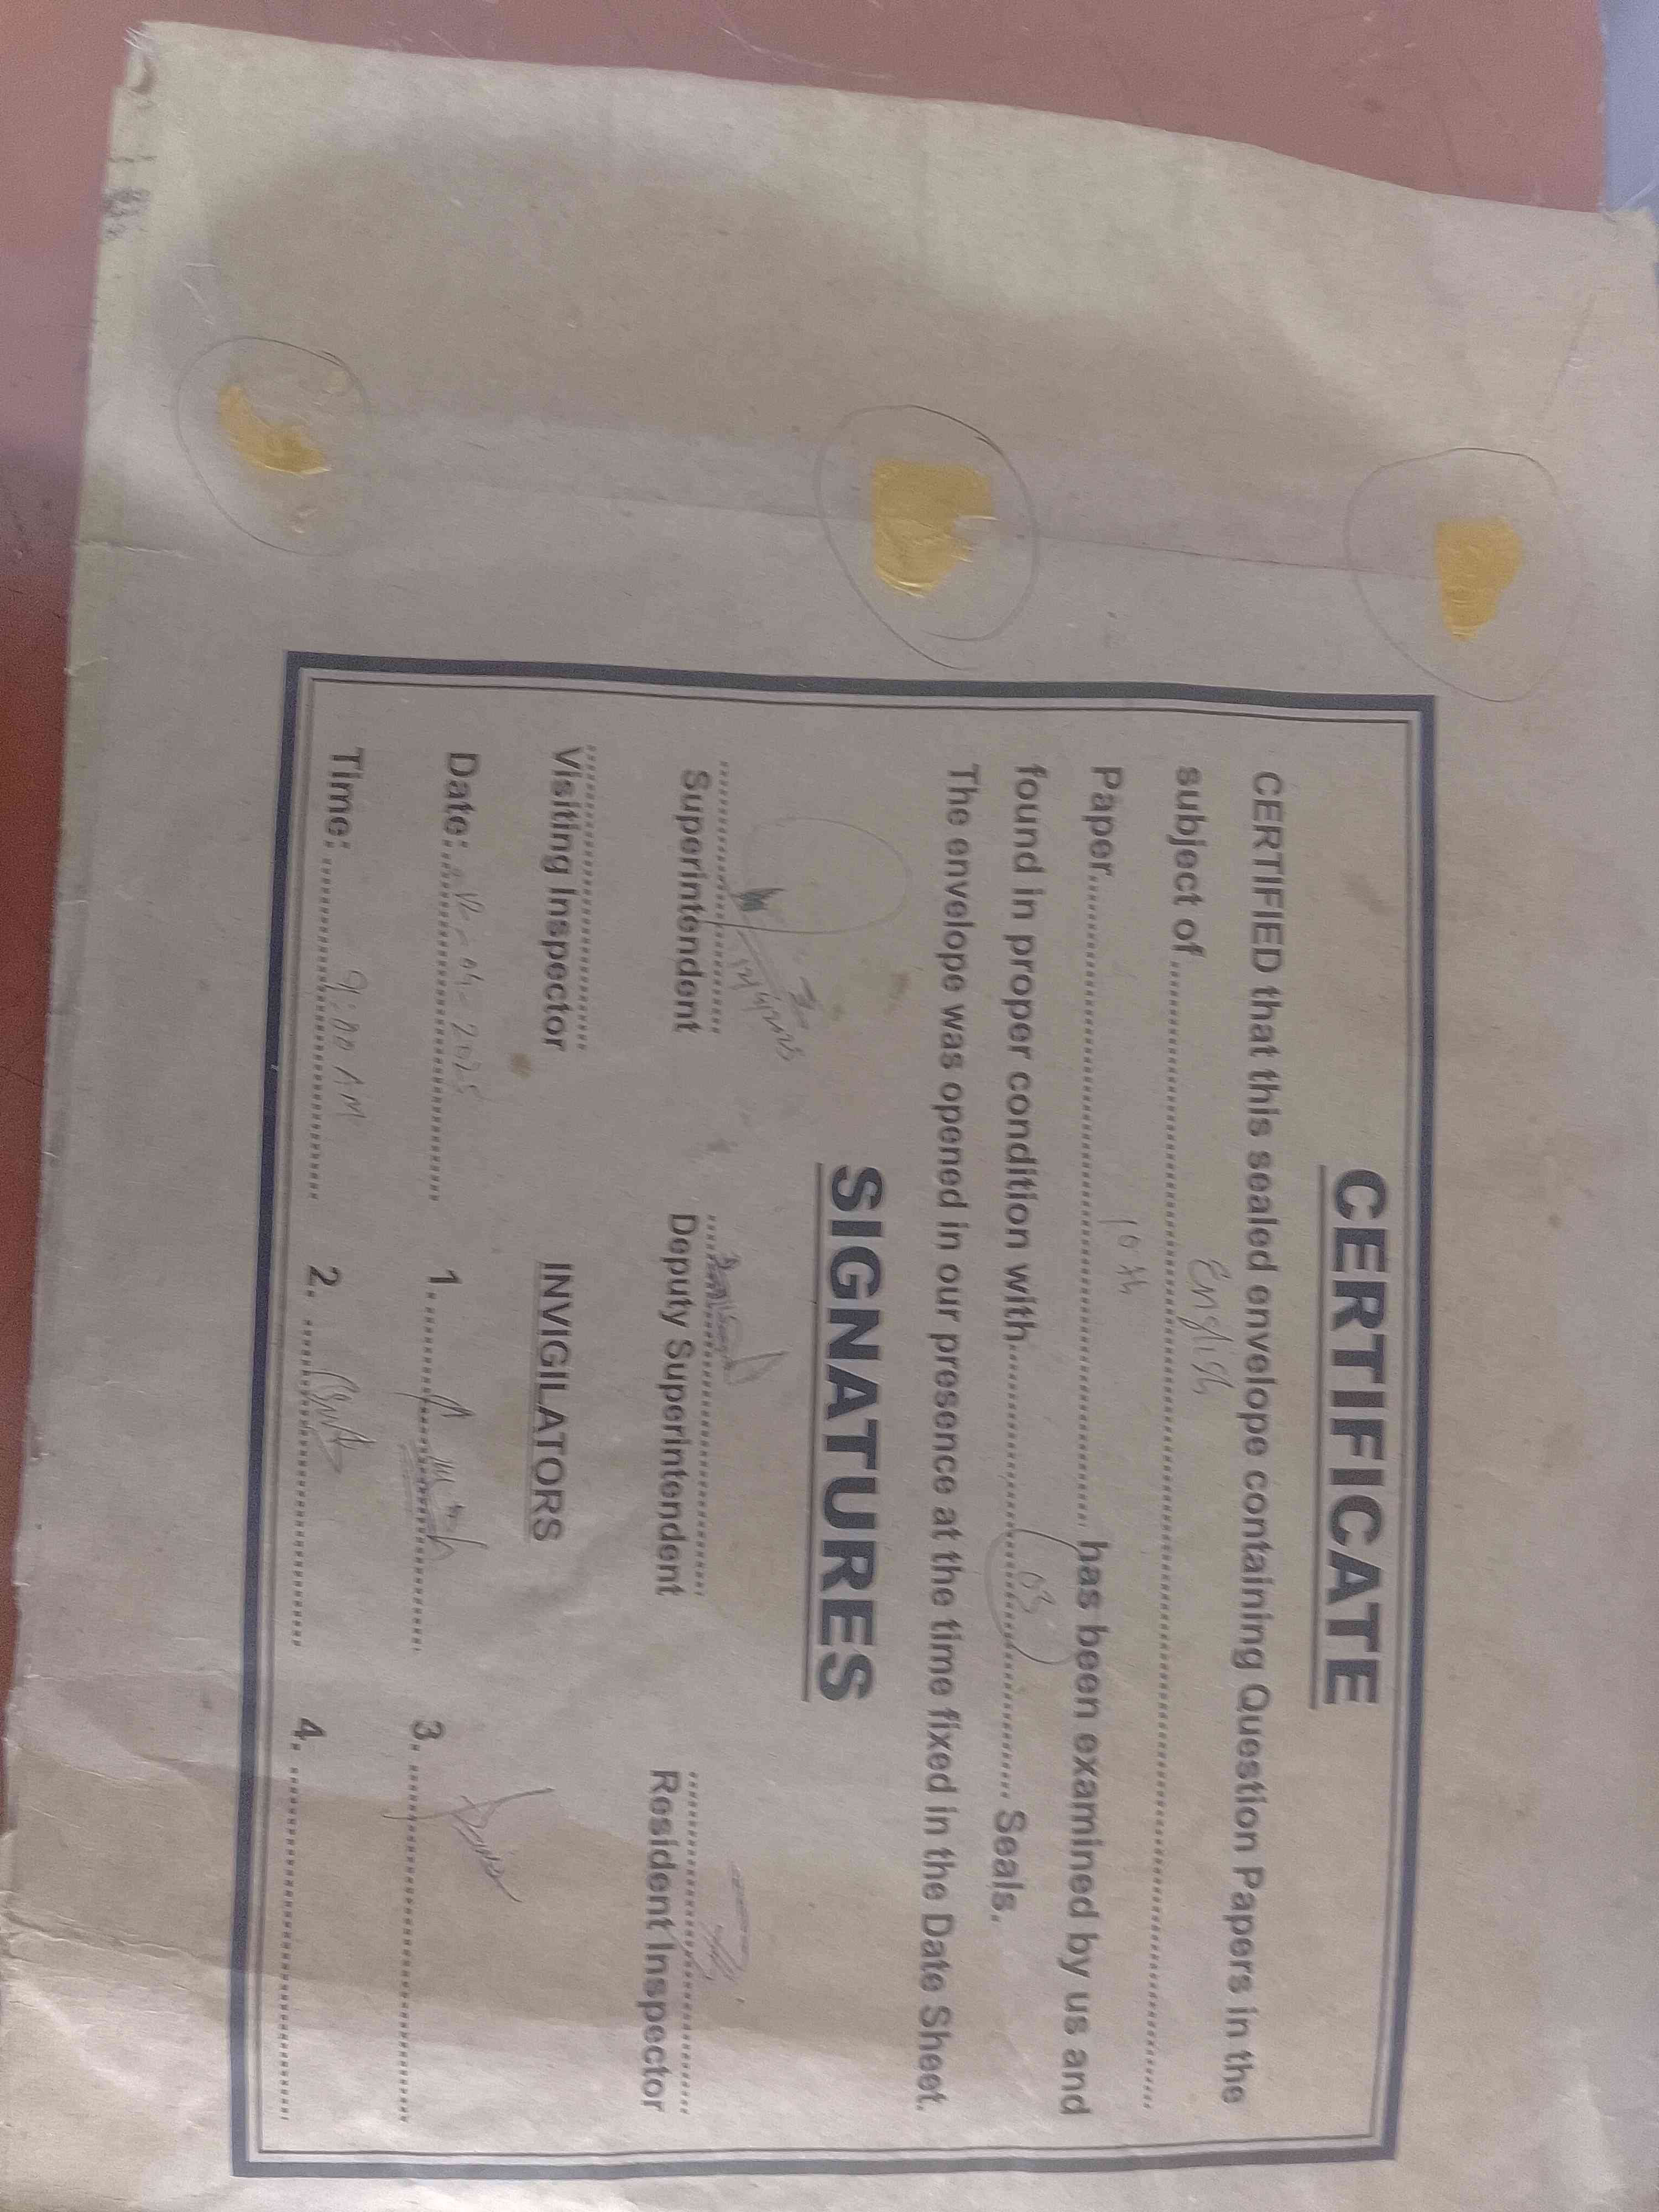 CERTIFICATE
CERTIFIED that this sealed envelope containing Question Papers in the
subject of English
Paper 10th has been examined by us and
found in proper condition with 03 Seals.
The envelope was opened in our presence at the time fixed in the Date Sheet.
SIGNATURES
Superintendent Deputy Superintendent Resident Inspector
Visiting Inspector INVIGILATORS
Date: 04-2025 1. 3.
Time: 9:00 AM 2. 4.